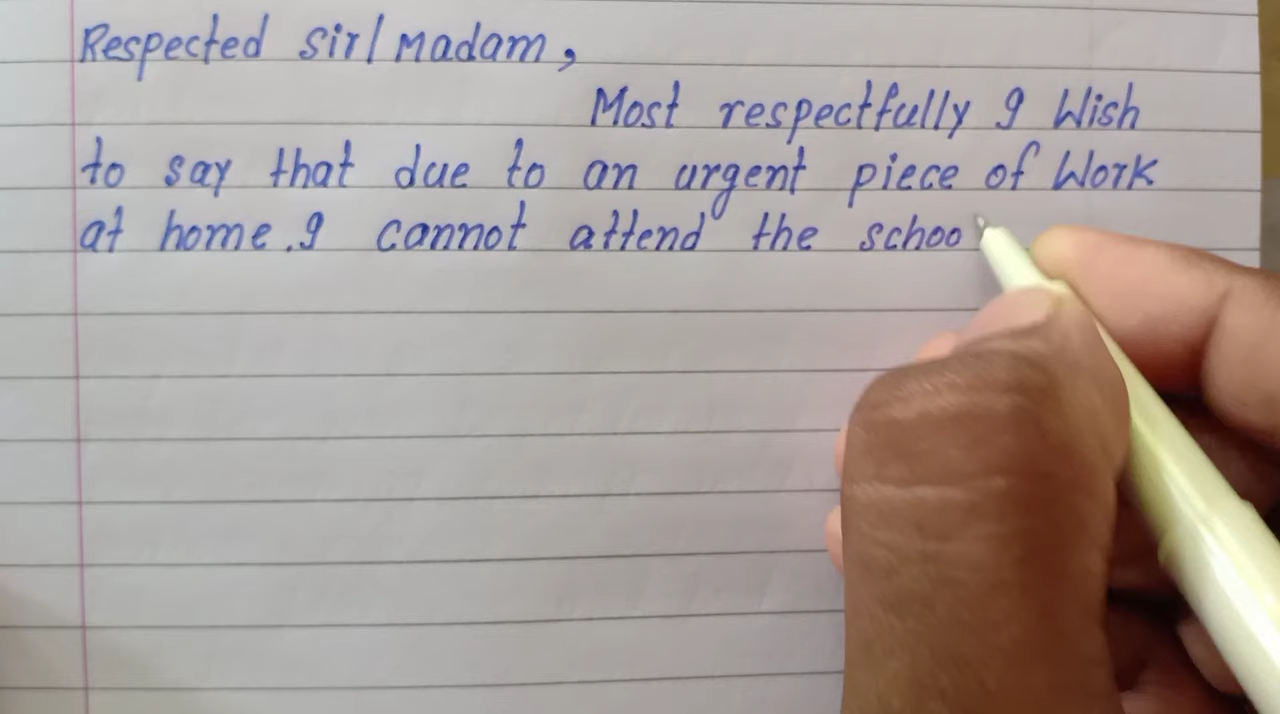 Respected sir/madam,
Most respectfully I Wish
to say that due to an urgent piece of Work
at home.I cannot attend the schoo